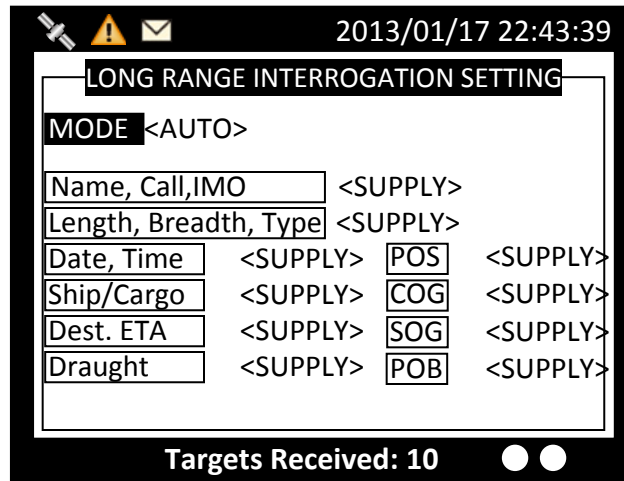 2013/01/17 22:43:39
LONG RANGE INTERROGATION SETTING
MODE <AUTO>
Name, Call,IMO <SUPPLY>
Length, Breadth, Type <SUPPLY>
Date, Time <SUPPLY> POS <SUPPLY>
Ship/Cargo <SUPPLY> COG <SUPPLY>
Dest. ETA <SUPPLY> SOG <SUPPLY>
Draught <SUPPLY> POB <SUPPLY>
Targets Received: 10